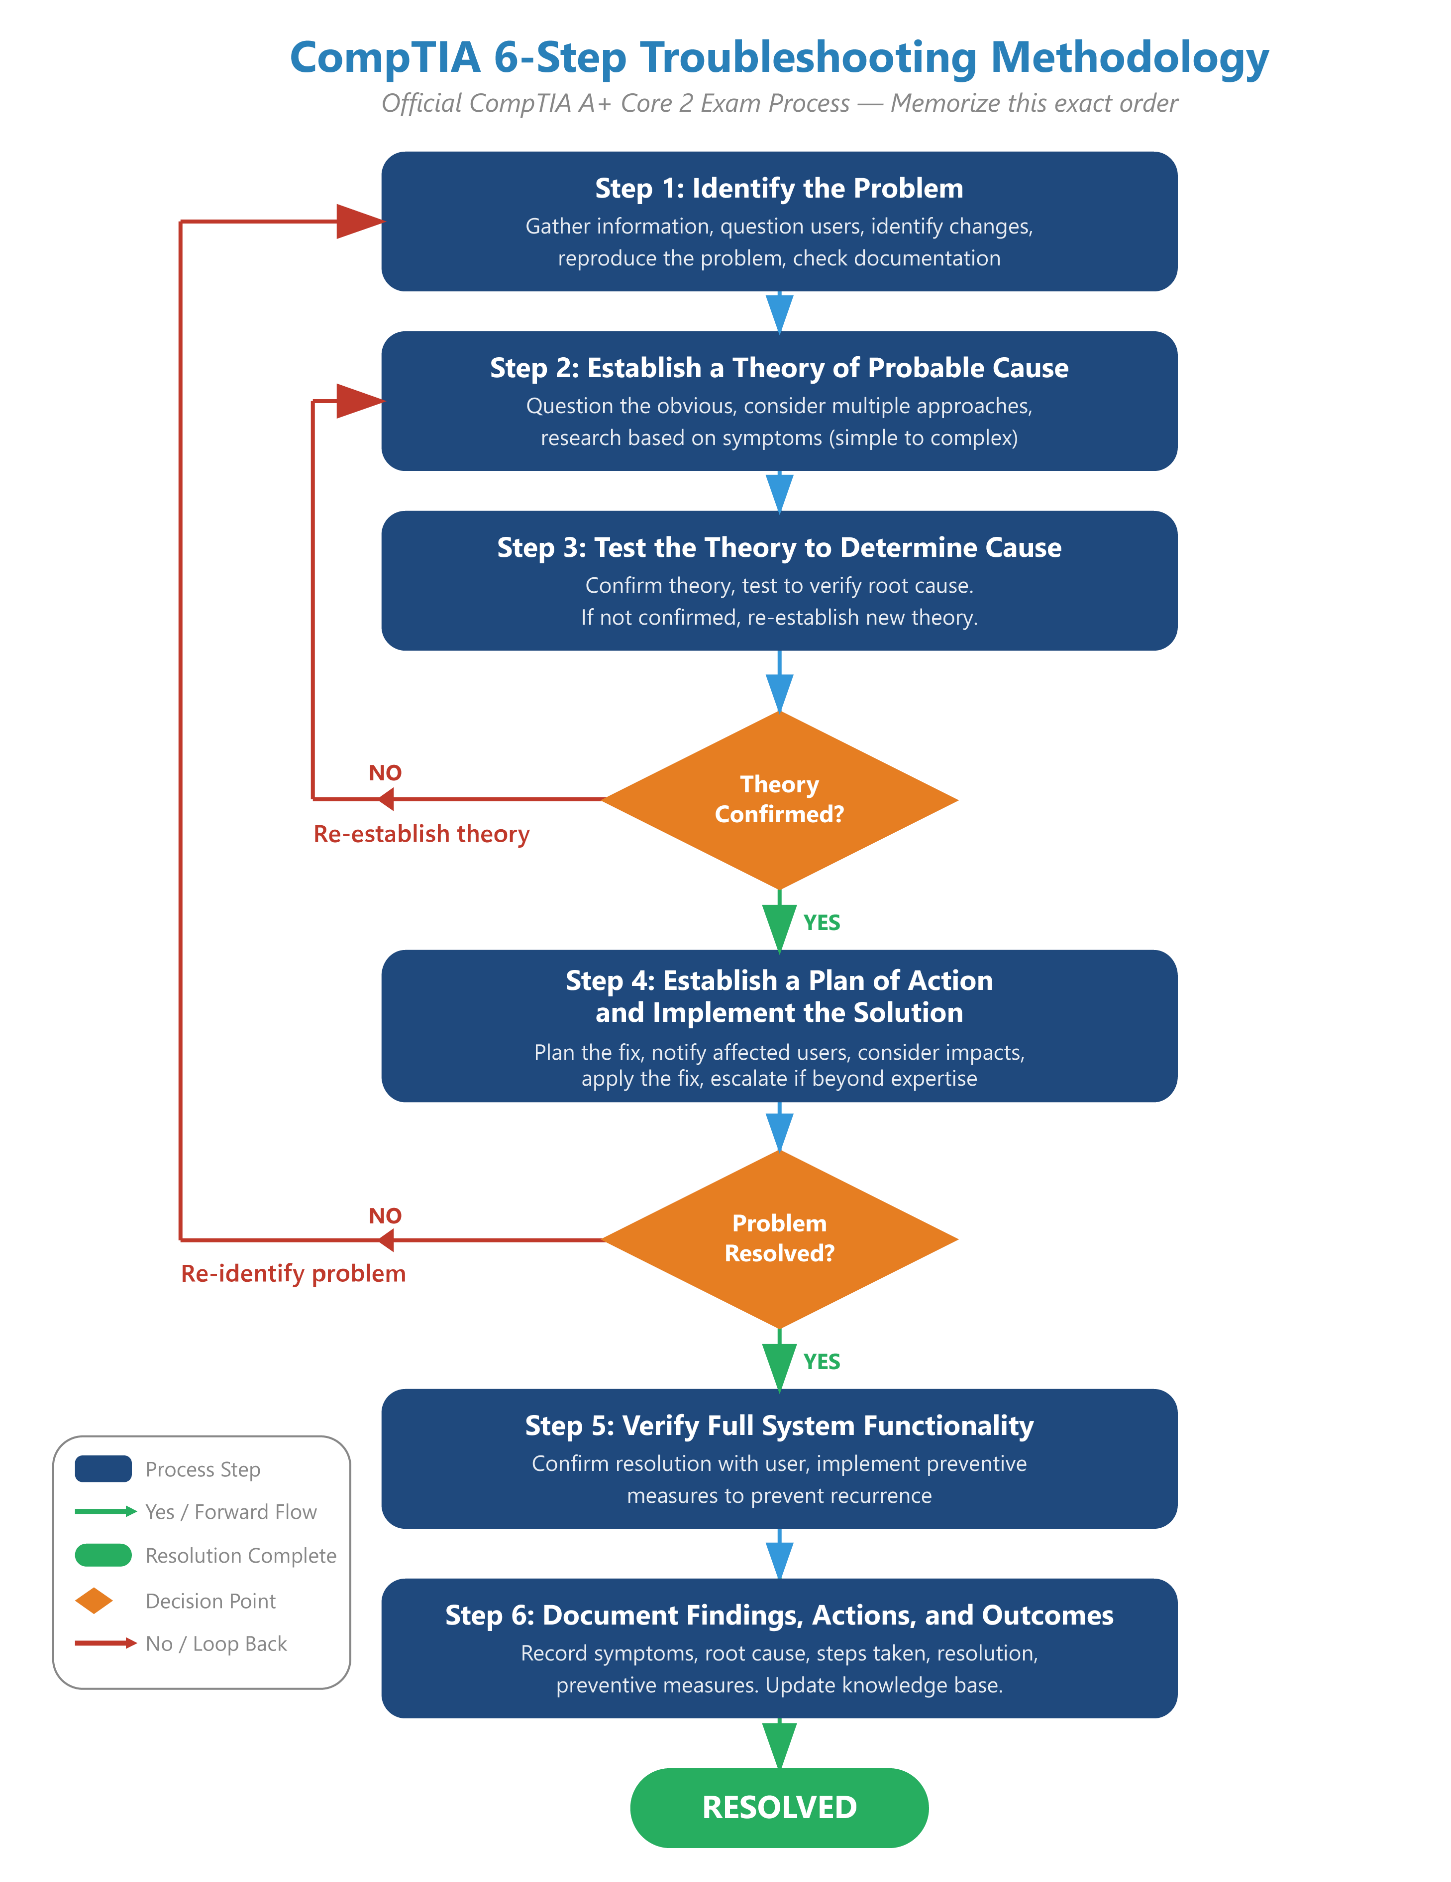 CompTIA 6-Step Troubleshooting Methodology
Official CompTIA A+ Core 2 Exam Process — Memorize this exact order
Step 1: Identify the Problem
Gather information, question users, identify changes,
reproduce the problem, check documentation
Step 2: Establish a Theory of Probable Cause
Question the obvious, consider multiple approaches,
research based on symptoms (simple to complex)
Step 3: Test the Theory to Determine Cause
Confirm theory, test to verify root cause.
If not confirmed, re-establish new theory.
Theory
Confirmed?
NO
Re-establish theory
YES
Step 4: Establish a Plan of Action
and Implement the Solution
Plan the fix, notify affected users, consider impacts,
apply the fix, escalate if beyond expertise
Problem
Resolved?
NO
Re-identify problem
YES
Step 5: Verify Full System Functionality
Confirm resolution with user, implement preventive
measures to prevent recurrence
Step 6: Document Findings, Actions, and Outcomes
Record symptoms, root cause, steps taken, resolution,
preventive measures. Update knowledge base.
RESOLVED
Process Step
Yes / Forward Flow
Resolution Complete
Decision Point
No / Loop Back